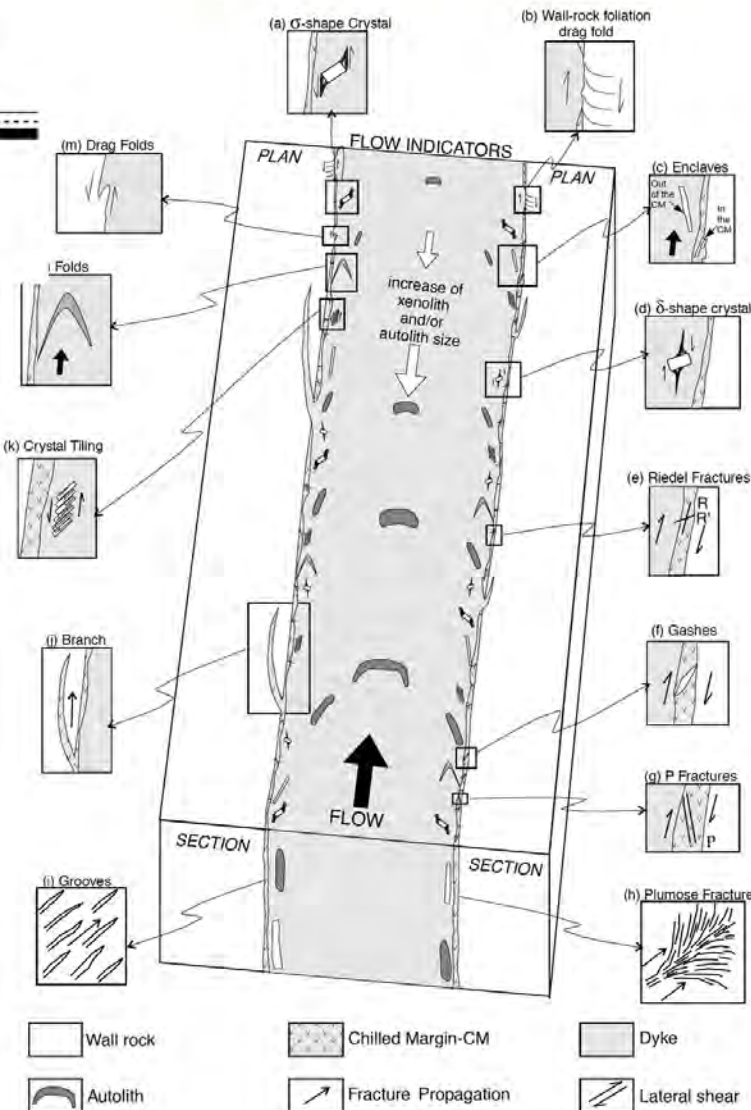 (a) σ-shape Crystal
(b) Wall-rock foliation
drag fold
(m) Drag Folds
PLAN
FLOW INDICATORS
PLAN
(c) Enclaves
Out
of the
CM
In
the
CM
Folds
increase of
xenolith
and/or
autolith size
(d) δ-shape crystal
(k) Crystal Tiling
(e) Riedel Fractures
R
R'
(j) Branch
(f) Gashes
(g) P Fractures
P
FLOW
SECTION
SECTION
(i) Grooves
(h) Plumose Fracture
Wall rock
Chilled Margin-CM
Dyke
Autolith
Fracture Propagation
Lateral shear